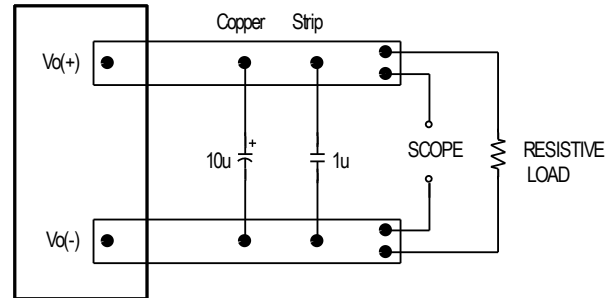 Copper Strip
Vo(+)
+
10u 1u SCOPE RESISTIVE
LOAD
Vo(-)